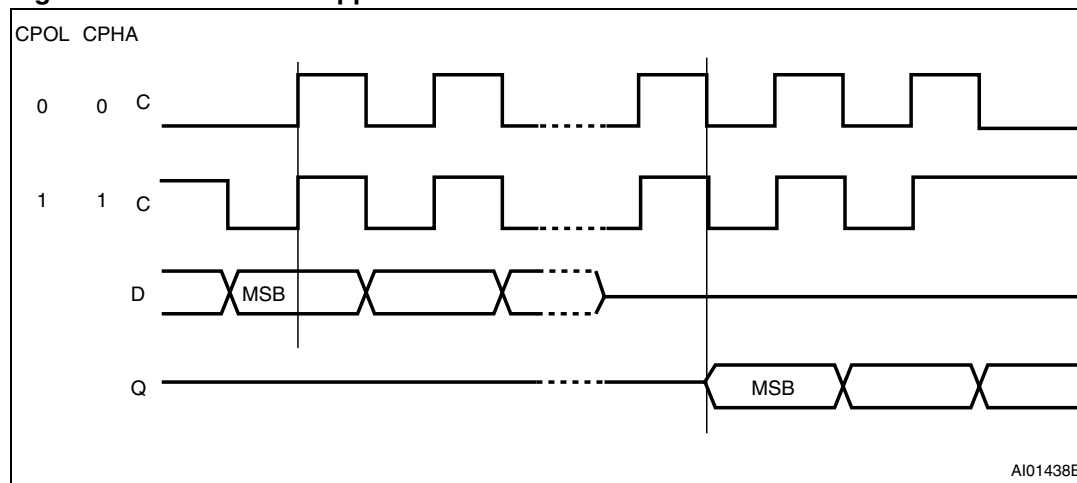 CPOL CPHA
0 0 C
1 1 C
D MSB
Q MSB
AI01438B